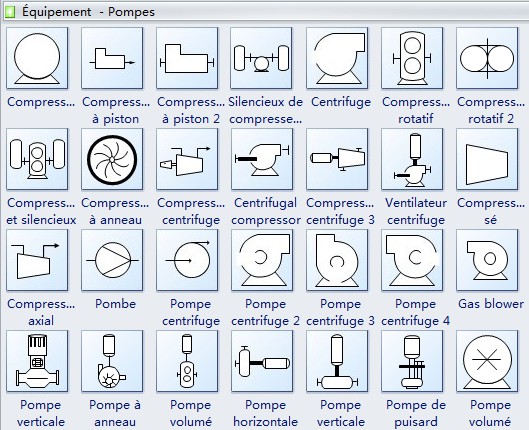 Équipement - Pompes
Compress... Compress... Compress... Silencieux de Centrifuge Compress... Compress...
à piston à piston 2 compresse... rotatif rotatif 2
Compress... Compress... Compress... Centrifugal Compress... Ventilateur Compress...
et silencieux à anneau centrifuge compressor centrifuge 3 centrifuge sé
Compress... Pombe Pompe Pompe Pompe Pompe Gas blower
axial centrifuge centrifuge 2 centrifuge 3 centrifuge 4
Pompe Pompe à Pompe Pompe Pompe Pompe Pompe
verticale anneau volumé horizontale verticale de puisard volumé